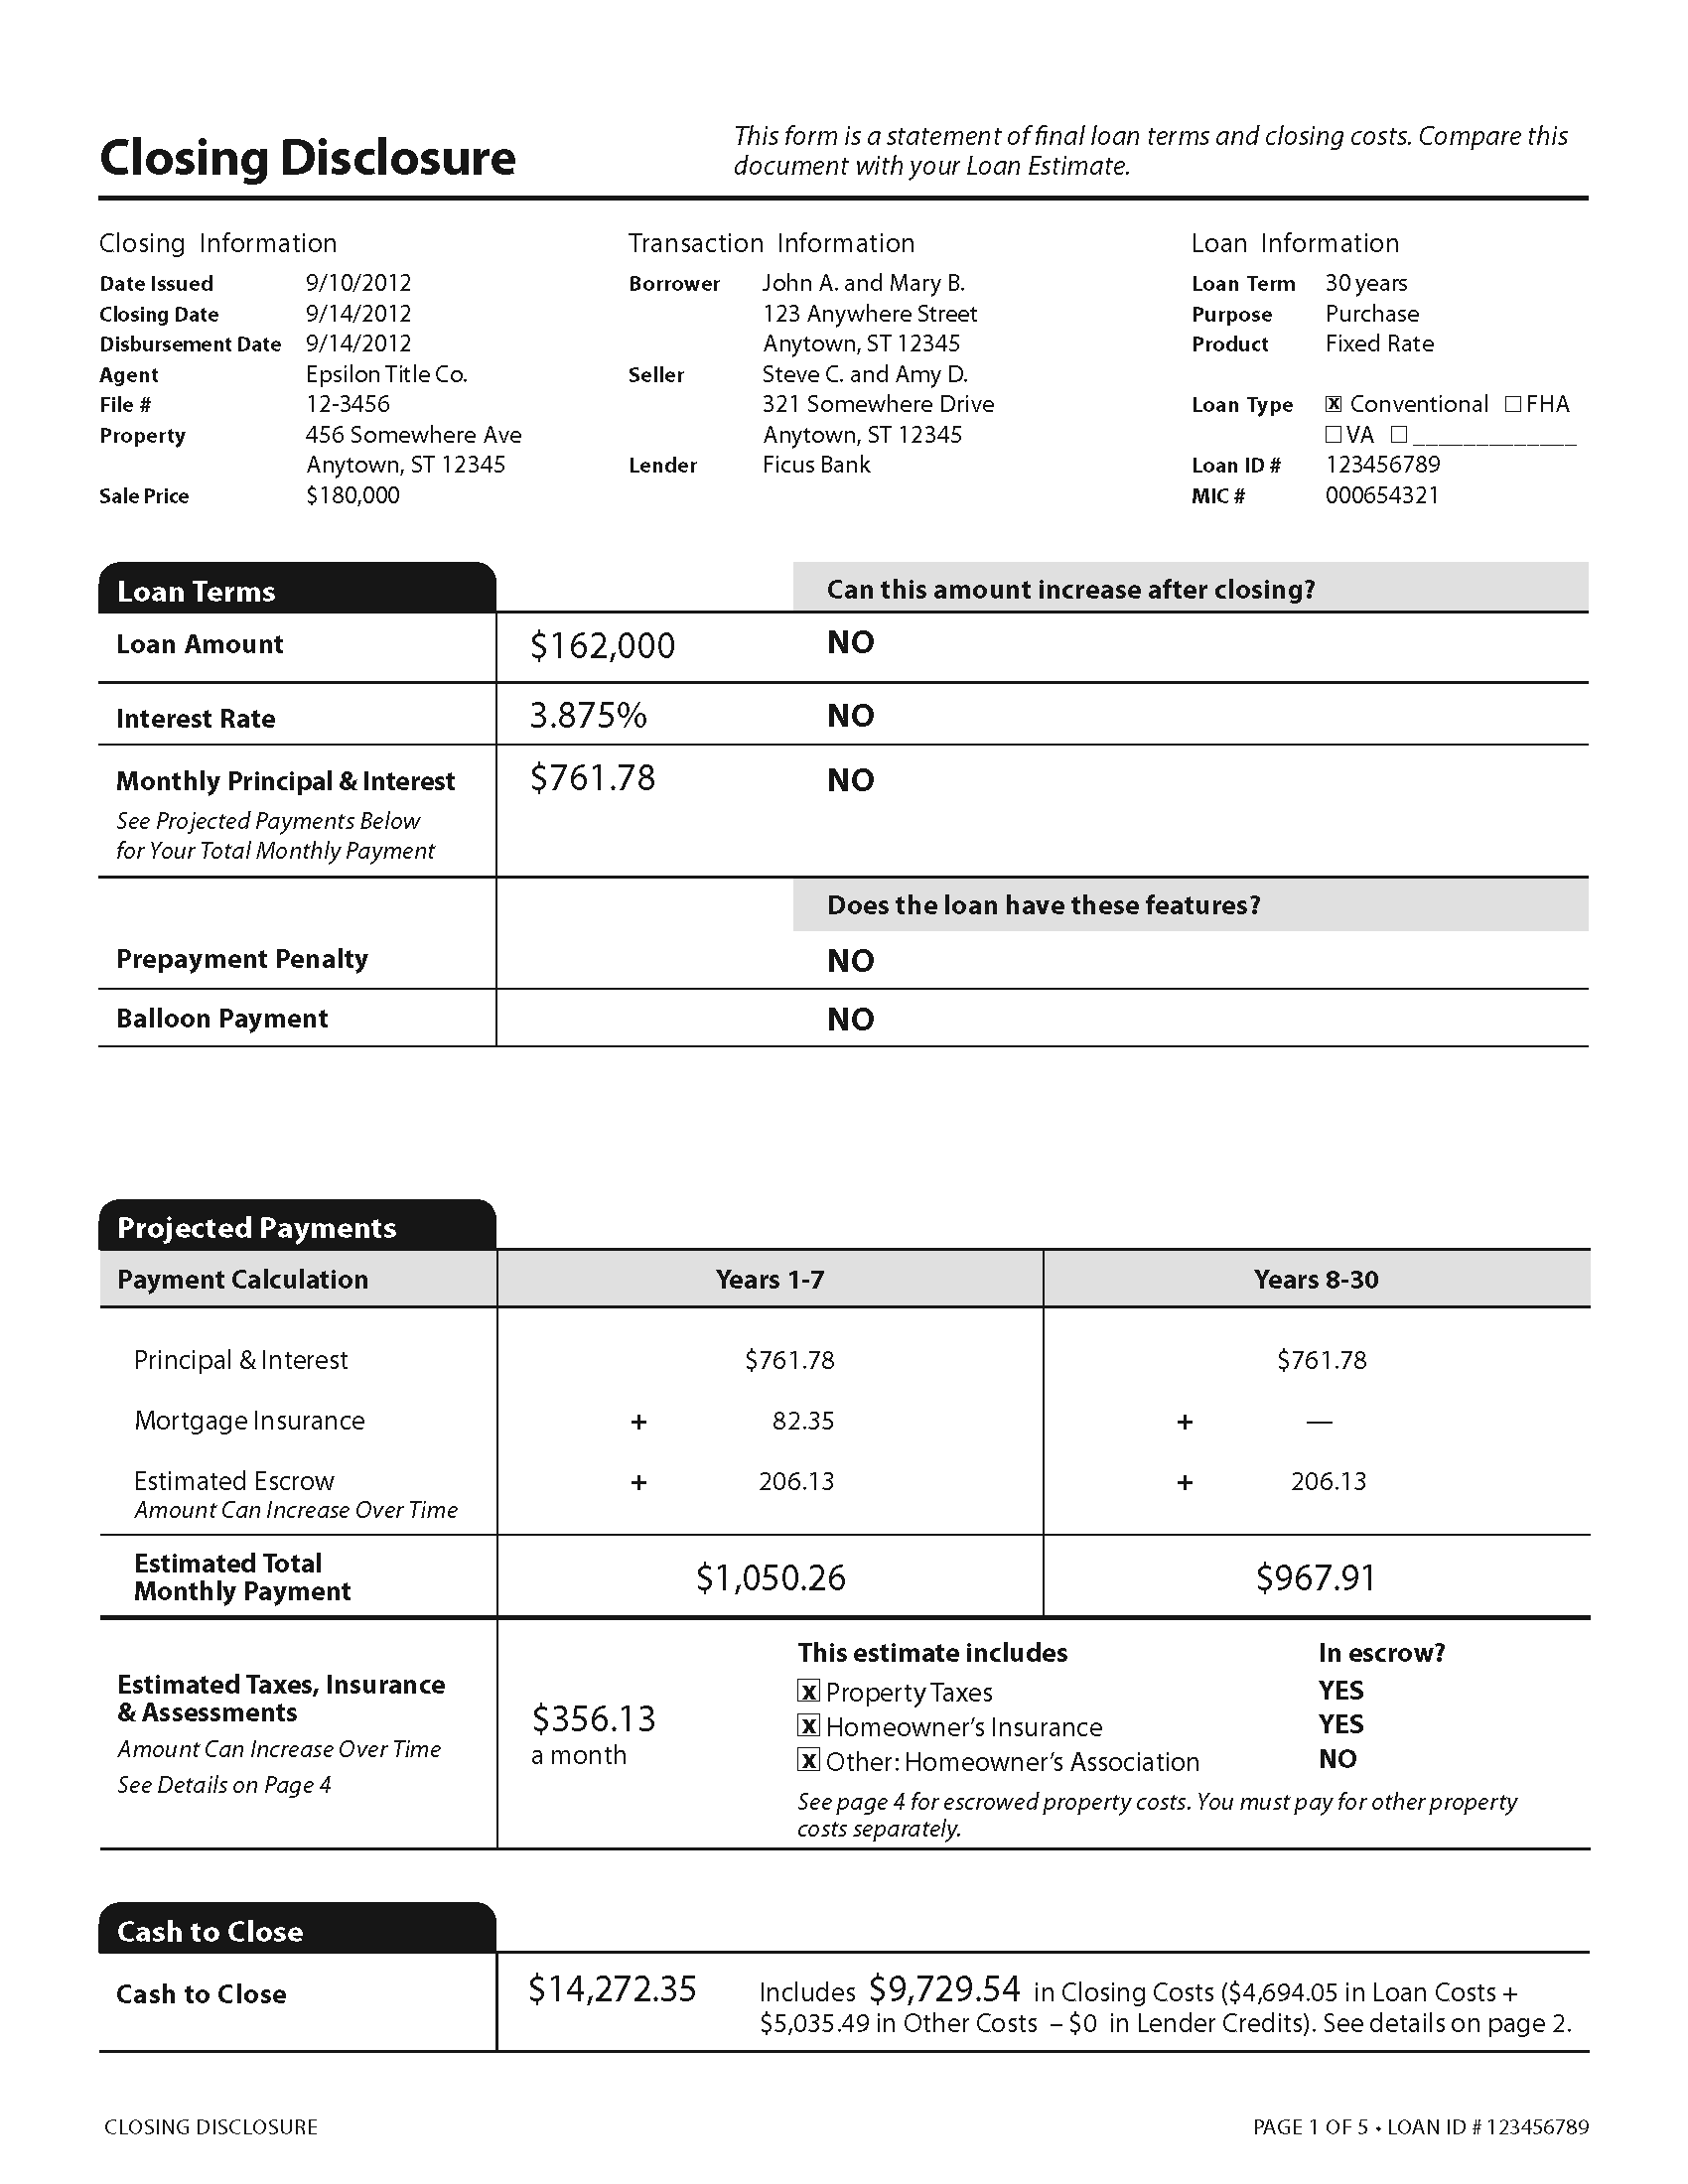 Closing Disclosure
This form is a statement of final loan terms and closing costs. Compare this
document with your Loan Estimate.
Closing Information
Date Issued 9/10/2012
Closing Date 9/14/2012
Disbursement Date 9/14/2012
Agent Epsilon Title Co.
File # 12-3456
Property 456 Somewhere Ave
Anytown, ST 12345
Sale Price $180,000
Transaction Information
Borrower John A. and Mary B.
123 Anywhere Street
Anytown, ST 12345
Seller Steve C. and Amy D.
321 Somewhere Drive
Anytown, ST 12345
Lender Ficus Bank
Loan Information
Loan Term 30 years
Purpose Purchase
Product Fixed Rate
Loan Type ☒ Conventional ☐ FHA
☐ VA ☐ _____________
Loan ID # 123456789
MIC # 000654321
Loan Terms Can this amount increase after closing?
Loan Amount $162,000 NO
Interest Rate 3.875% NO
Monthly Principal & Interest $761.78 NO
See Projected Payments Below
for Your Total Monthly Payment
Does the loan have these features?
Prepayment Penalty NO
Balloon Payment NO
Projected Payments
Payment Calculation Years 1-7 Years 8-30
Principal & Interest $761.78 $761.78
Mortgage Insurance + 82.35 + —
Estimated Escrow + 206.13 + 206.13
Amount Can Increase Over Time
Estimated Total
Monthly Payment $1,050.26 $967.91
Estimated Taxes, Insurance
& Assessments
Amount Can Increase Over Time
See Details on Page 4
$356.13
a month
This estimate includes In escrow?
☒ Property Taxes YES
☒ Homeowner's Insurance YES
☒ Other: Homeowner's Association NO
See page 4 for escrowed property costs. You must pay for other property
costs separately.
Cash to Close
Cash to Close $14,272.35 Includes $9,729.54 in Closing Costs ($4,694.05 in Loan Costs +
$5,035.49 in Other Costs – $0 in Lender Credits). See details on page 2.
CLOSING DISCLOSURE PAGE 1 OF 5 • LOAN ID # 123456789